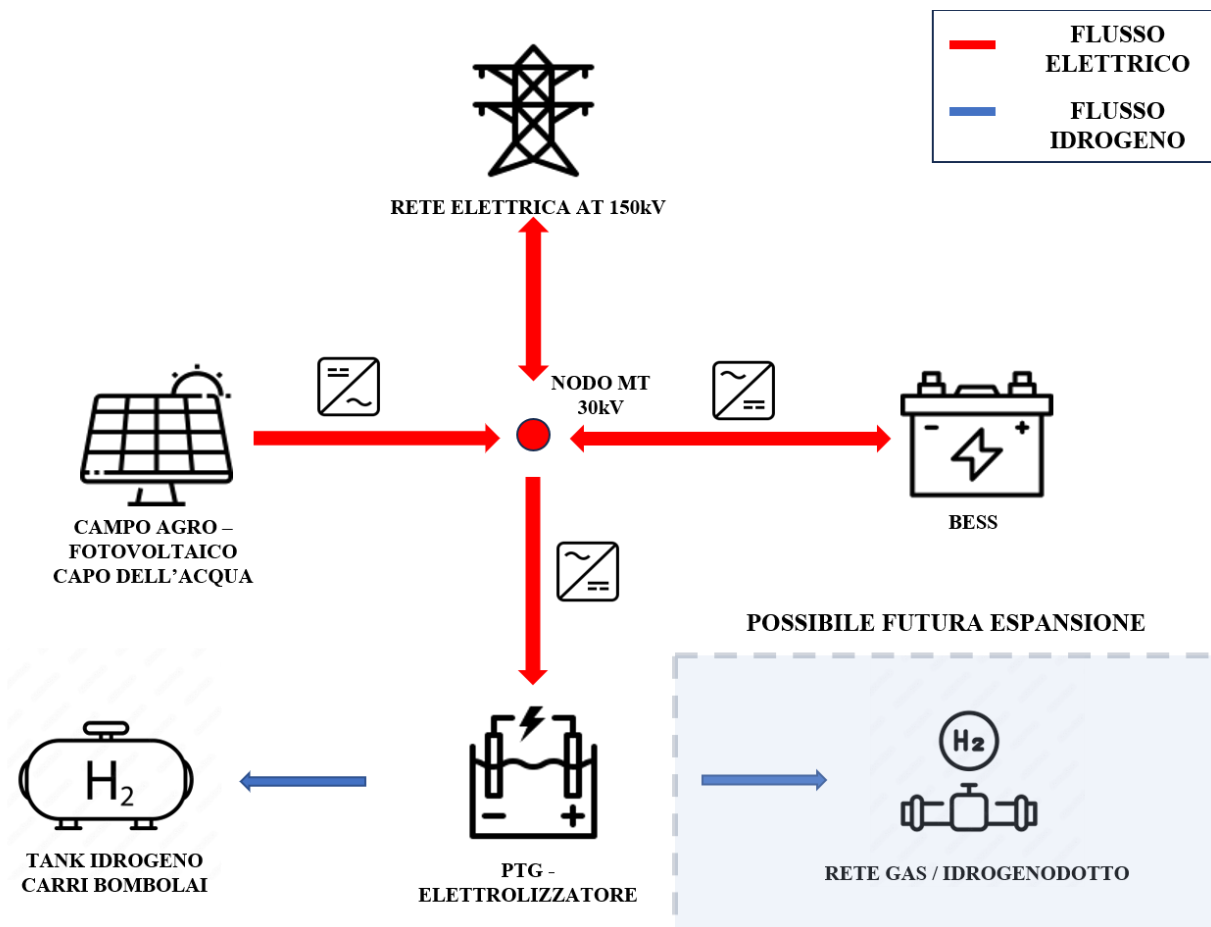 FLUSSO
ELETTRICO
FLUSSO
IDROGENO
RETE ELETTRICA AT 150kV
NODO MT
30kV
CAMPO AGRO –
FOTOVOLTAICO
CAPO DELL’ACQUA
BESS
POSSIBILE FUTURA ESPANSIONE
H2
H₂
TANK IDROGENO
CARRI BOMBOLAI
PTG -
ELETTROLIZZATORE
RETE GAS / IDROGENODOTTO